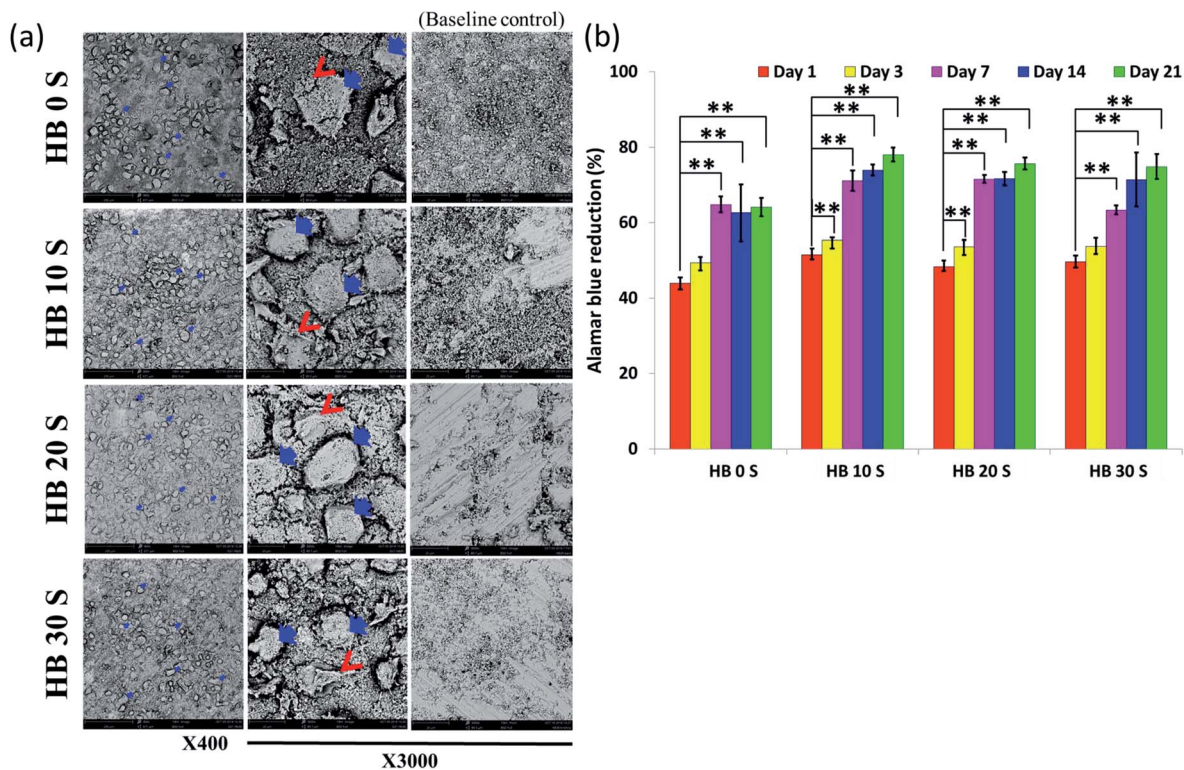 (a)
(Baseline control)
HB 0 S
HB 10 S
HB 20 S
HB 30 S
X400
X3000
(b)
Day 1 Day 3 Day 7 Day 14 Day 21
Alamar blue reduction (%)
100
80
60
40
20
0
** ** **
** ** ** **
** ** ** **
** ** **
HB 0 S HB 10 S HB 20 S HB 30 S